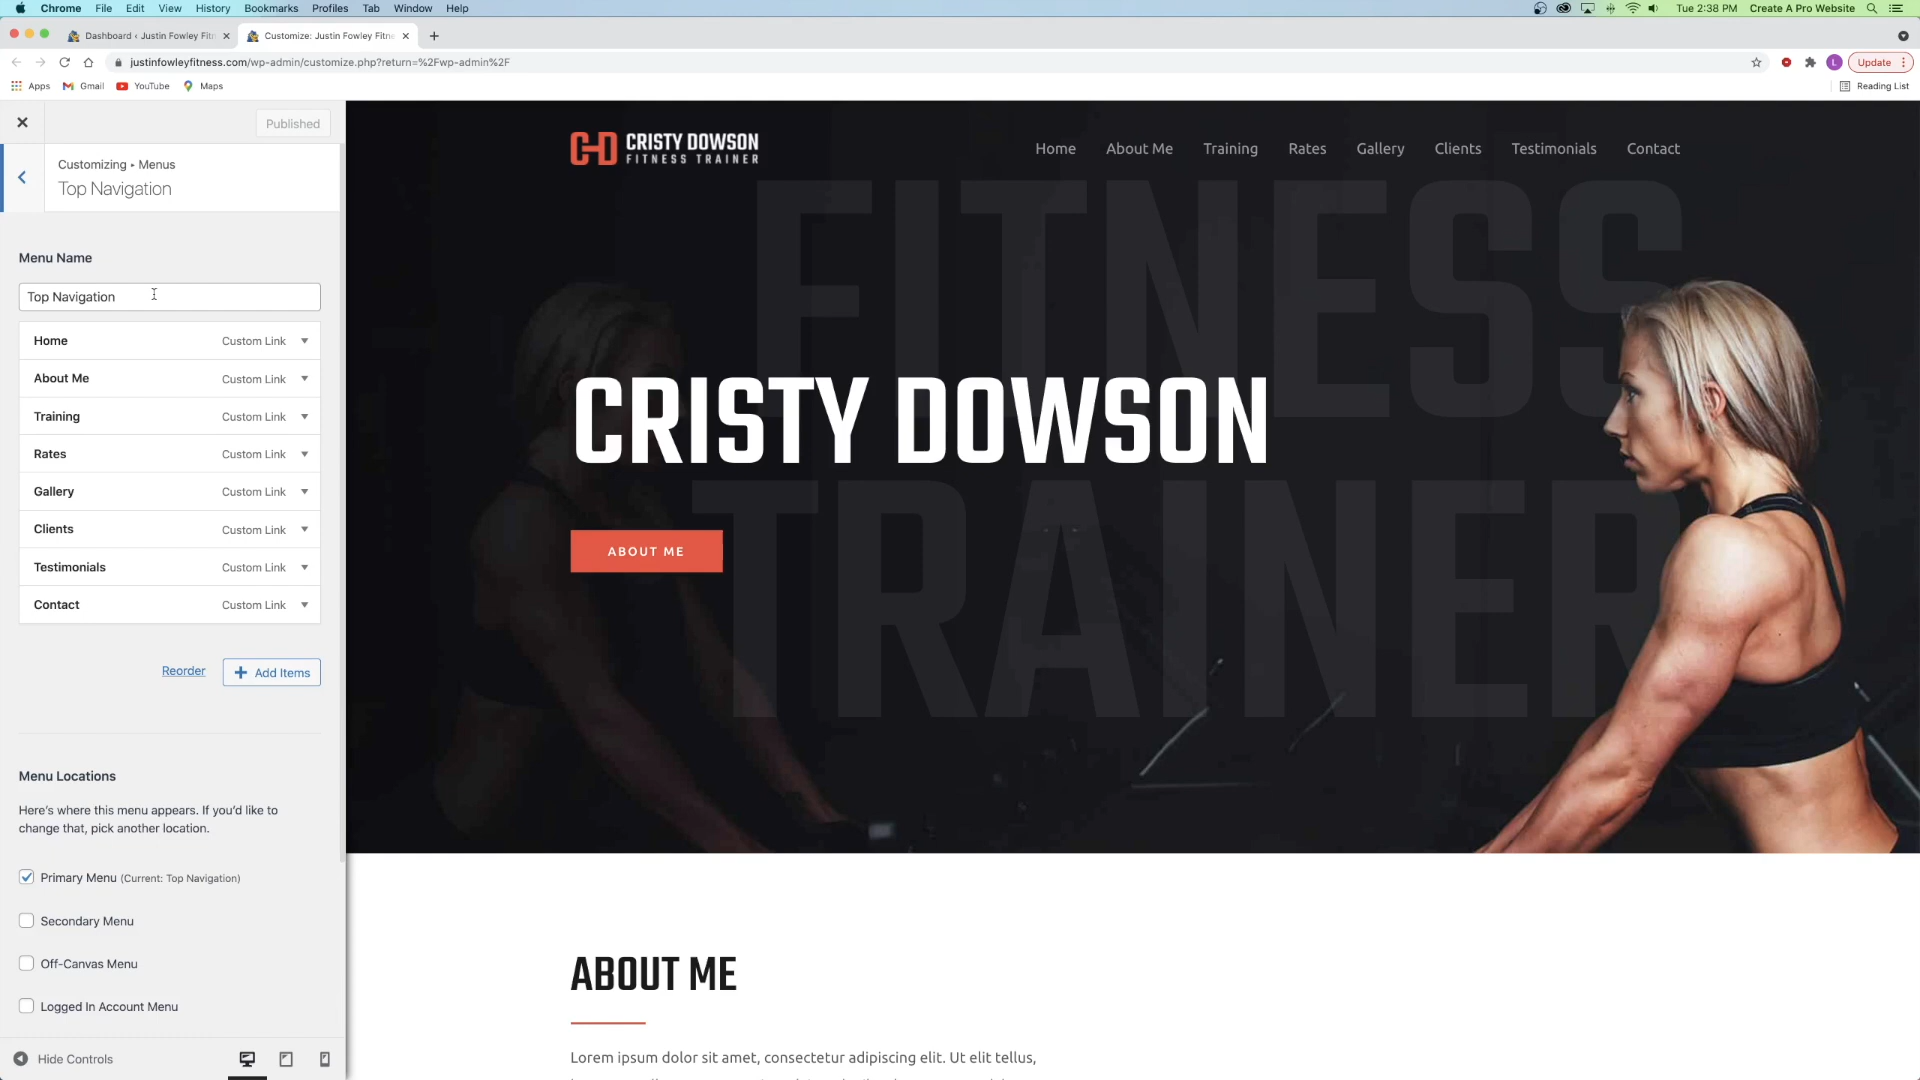 Chrome File Edit View History Bookmarks Profiles Tab Window Help
Tue 2:38 PM Create A Pro Website
Dashboard ‹ Justin Fowley Fitn
Customize: Justin Fowley Fitne
justinfowleyfitness.com/wp-admin/customize.php?return=%2Fwp-admin%2F
L
Update
Apps Gmail YouTube Maps
Reading List
Published
Customizing ▸ Menus
Top Navigation
Menu Name
Top Navigation
Home Custom Link
About Me Custom Link
Training Custom Link
Rates Custom Link
Gallery Custom Link
Clients Custom Link
Testimonials Custom Link
Contact Custom Link
Reorder
Add Items
Menu Locations
Here's where this menu appears. If you'd like to
change that, pick another location.
Primary Menu (Current: Top Navigation)
Secondary Menu
Off-Canvas Menu
Logged In Account Menu
Hide Controls
CRISTY DOWSON
FITNESS TRAINER
Home About Me Training Rates Gallery Clients Testimonials Contact
FITNESS
CRISTY DOWSON
TRAINER
ABOUT ME
ABOUT ME
Lorem ipsum dolor sit amet, consectetur adipiscing elit. Ut elit tellus,